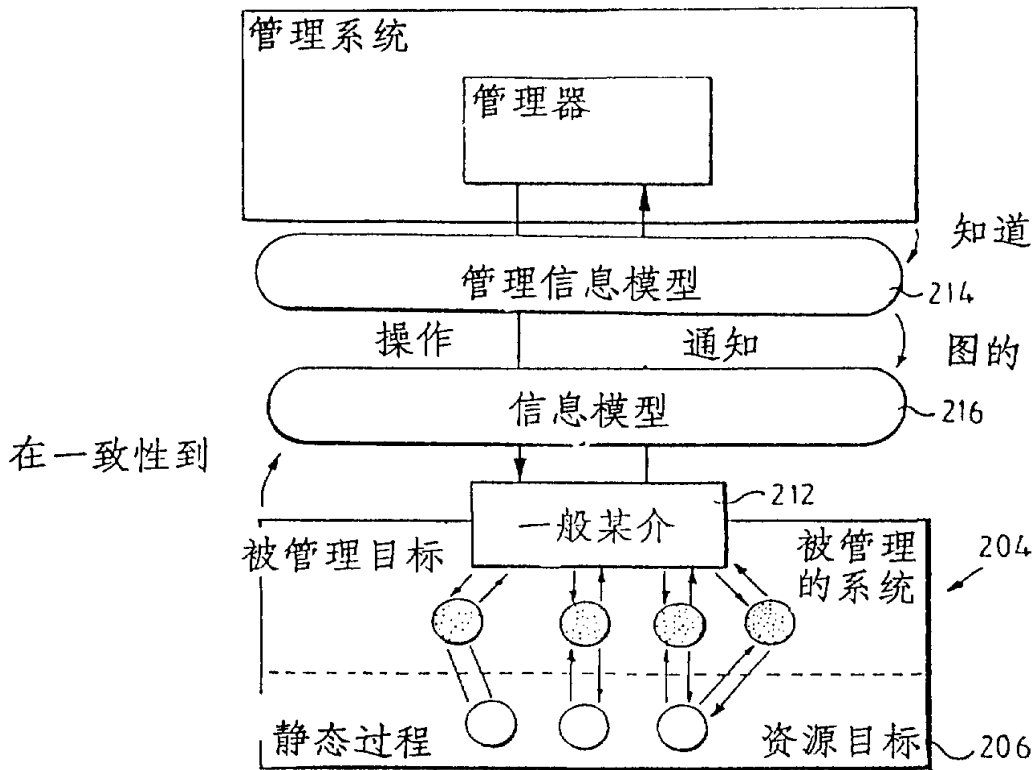 管理系统
管理器
知道
管理信息模型
214
操作
通知
图的
信息模型
216
在一致性到
212
一般某介
被管理目标
被管理
的系统
204
静态过程
资源目标
206